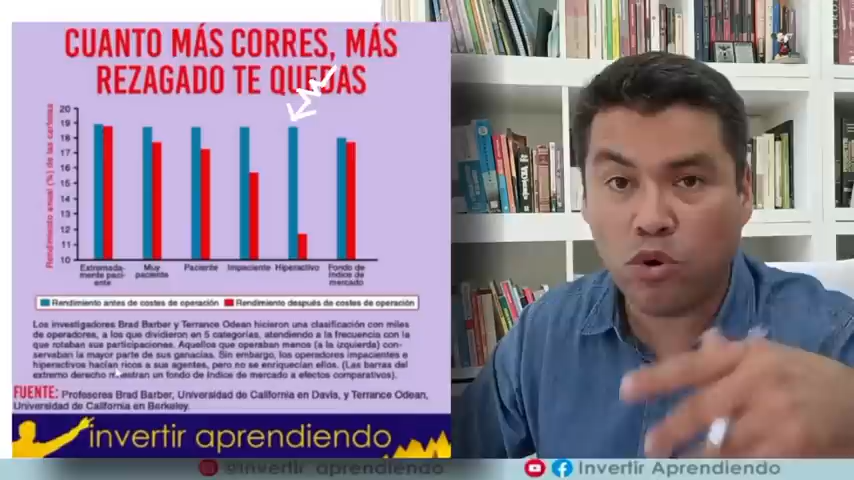 CUANTO MÁS CORRES, MÁS
REZAGADO TE QUEDAS
Rendimiento anual (%) de las carteras
20
19
18
17
16
15
14
13
12
11
10
Extremada-
mente paci-
ente
Muy
paciente
Paciente
Impaciente
Hiperactivo
Fondo de
índice de
mercado
Rendimiento antes de costes de operación
Rendimiento después de costes de operación
Los investigadores Brad Barber y Terrance Odean hicieron una clasificación con miles
de operadores, a los que dividieron en 5 categorías, atendiendo a la frecuencia con la
que rotaban sus participaciones. Aquellos que operaban menos (a la izquierda) con-
servaban la mayor parte de sus ganacias. Sin embargo, los operadores impacientes e
hiperactivos hacían ricos a sus agentes, pero no se enriquecían ellos. (Las barras del
extremo derecho muestran un fondo de índice de mercado a efectos comparativos).
FUENTE: Profesores Brad Barber, Universidad de California en Davis, y Terrance Odean,
Universidad de California en Berkeley.
invertir aprendiendo
@invertir aprendiendo
Invertir Aprendiendo